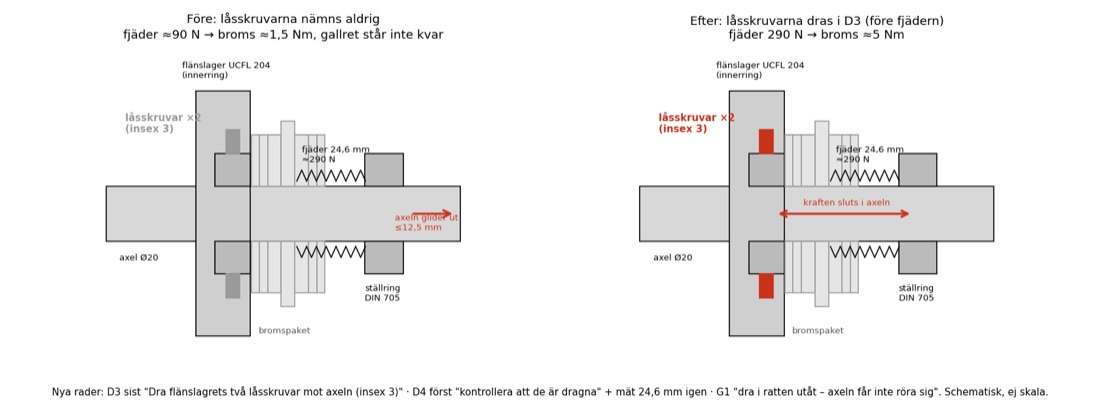 Före: låsskruvarna nämns aldrig
fjäder ≈90 N → broms ≈1,5 Nm, gallret står inte kvar
flänslager UCFL 204
(innerring)
låsskruvar ×2
(insex 3)
fjäder 24,6 mm
≈290 N
axeln glider ut
≤12,5 mm
axel Ø20
ställring
DIN 705
bromspaket
Efter: låsskruvarna dras i D3 (före fjädern)
fjäder 290 N → broms ≈5 Nm
flänslager UCFL 204
(innerring)
låsskruvar ×2
(insex 3)
fjäder 24,6 mm
≈290 N
kraften sluts i axeln
axel Ø20
ställring
DIN 705
bromspaket
Nya rader: D3 sist "Dra flänslagrets två låsskruvar mot axeln (insex 3)" · D4 först "kontrollera att de är dragna" + mät 24,6 mm igen · G1 "dra i ratten utåt – axeln får inte röra sig". Schematisk, ej skala.